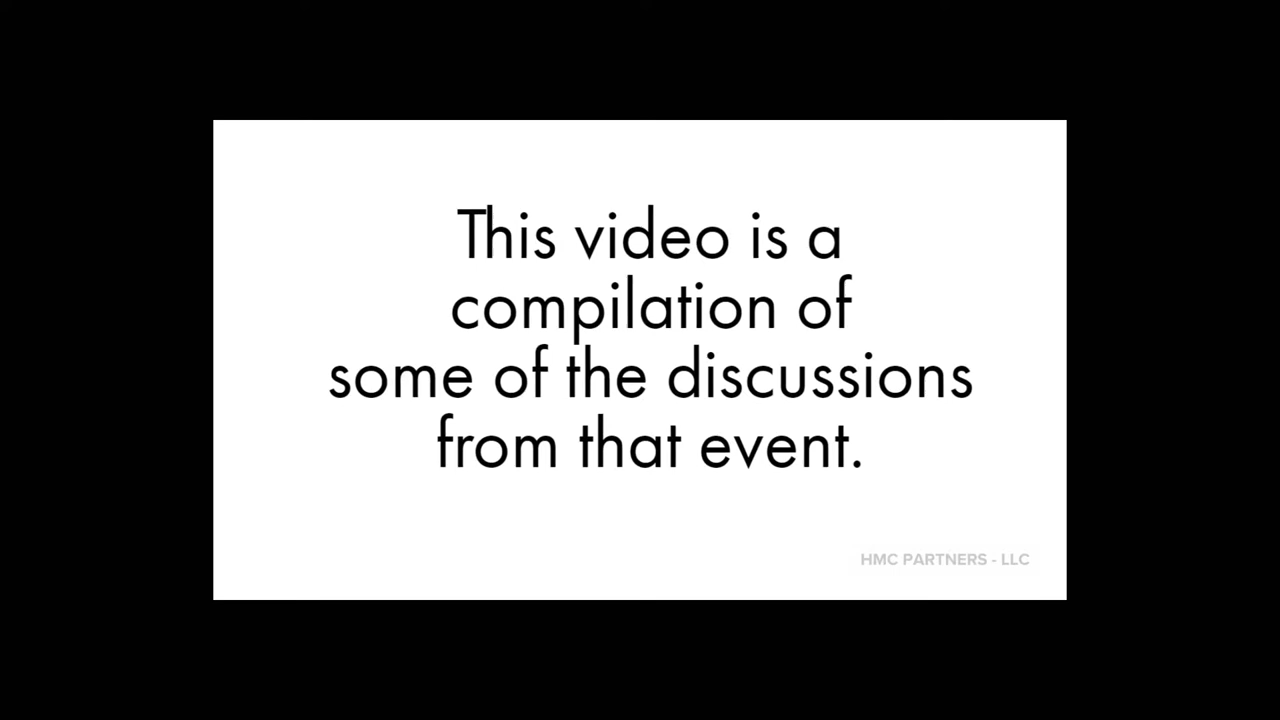 This video is a
compilation of
some of the discussions
from that event.
HMC PARTNERS - LLC